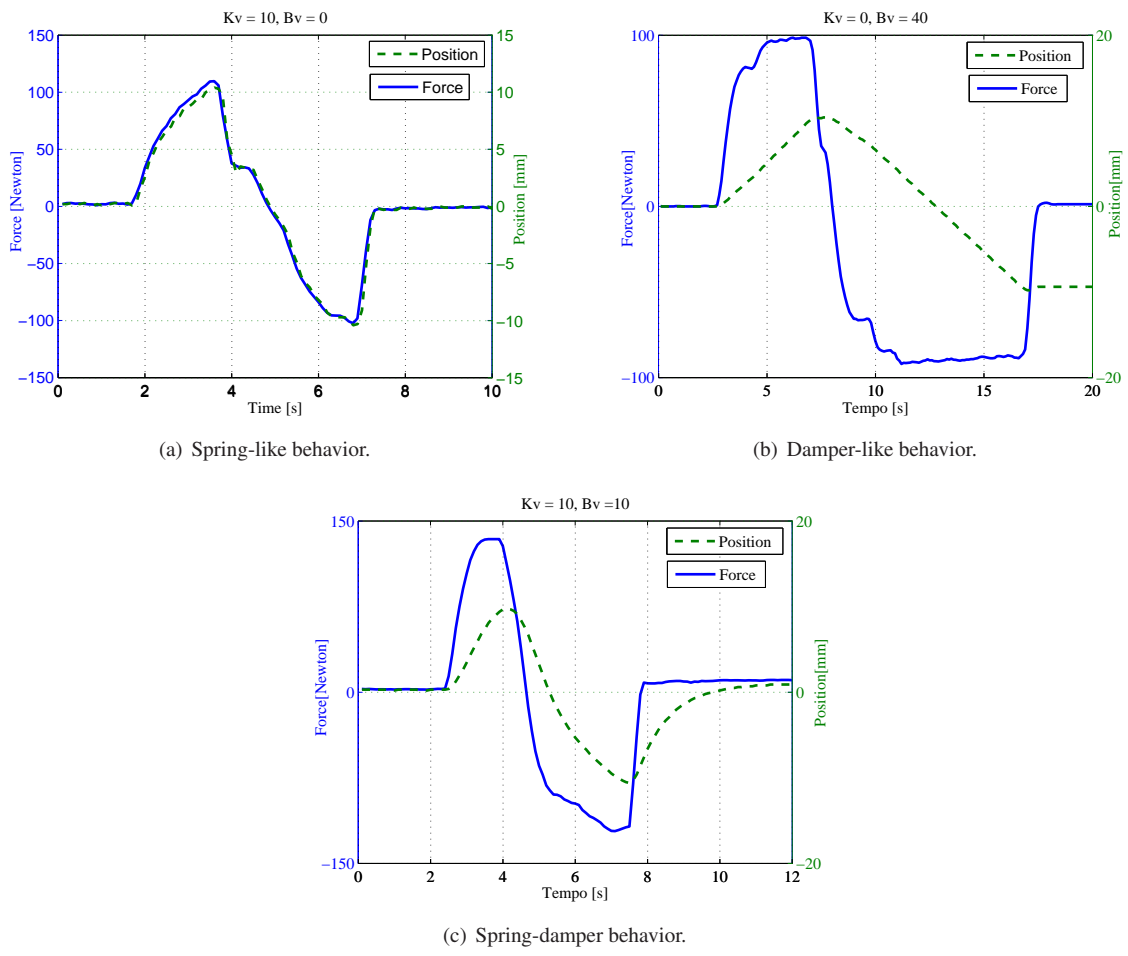 Kv = 10, Bv = 0
150
100
50
0
−50
−100
−150
Force [Newton]
15
10
5
0
−5
−10
−15
Position [mm]
Position
Force
0
2
4
6
8
10
Time [s]
(a) Spring-like behavior.
Kv = 0, Bv = 40
100
0
−100
Force[Newton]
20
0
−20
Position[mm]
Position
Force
0
5
10
15
20
Tempo [s]
(b) Damper-like behavior.
Kv = 10, Bv =10
150
0
−150
Force[Newton]
20
0
−20
Position[mm]
Position
Force
0
2
4
6
8
10
12
Tempo [s]
(c) Spring-damper behavior.